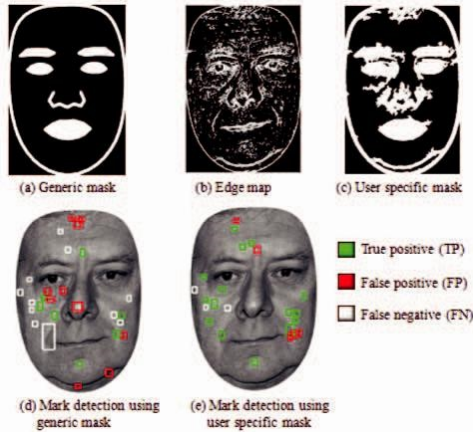 (a) Generic mask
(b) Edge map
(c) User specific mask
True positive (TP)
False positive (FP)
False negative (FN)
(d) Mark detection using
generic mask
(e) Mark detection using
user specific mask